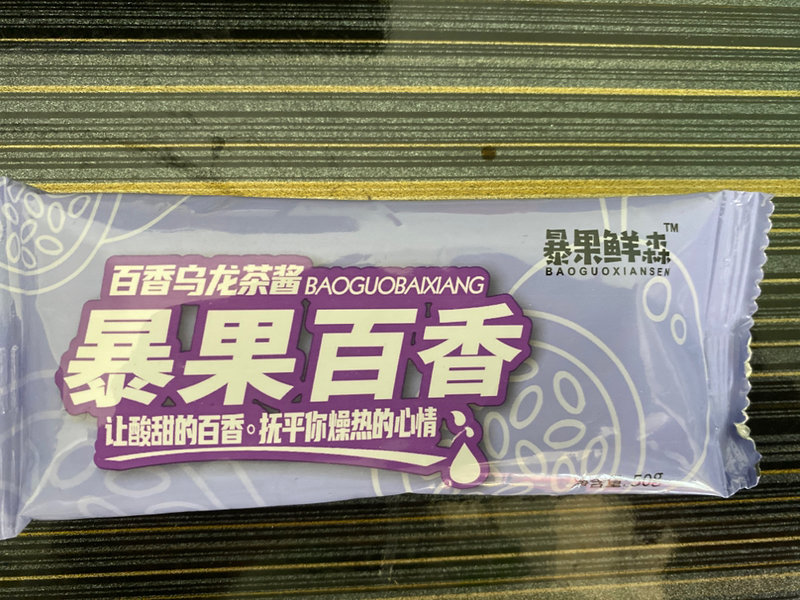 暴果鲜森™
BAOGUOXIANSEN
百香乌龙茶酱 BAOGUOBAIXIANG
暴果百香
让酸甜的百香。抚平你燥热的心情
净含量:50g